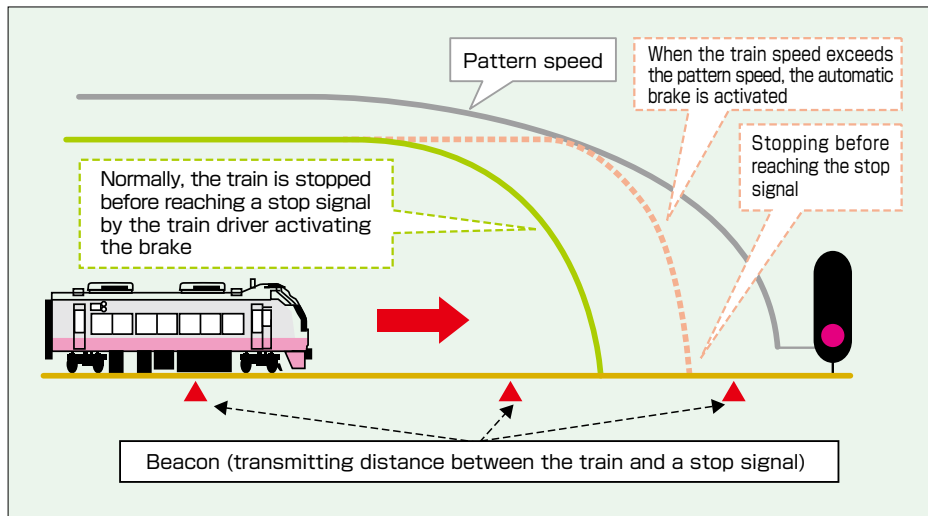 Pattern speed
When the train speed exceeds
the pattern speed, the automatic
brake is activated
Stopping before
reaching the stop
signal
Normally, the train is stopped
before reaching a stop signal
by the train driver activating
the brake
Beacon (transmitting distance between the train and a stop signal)